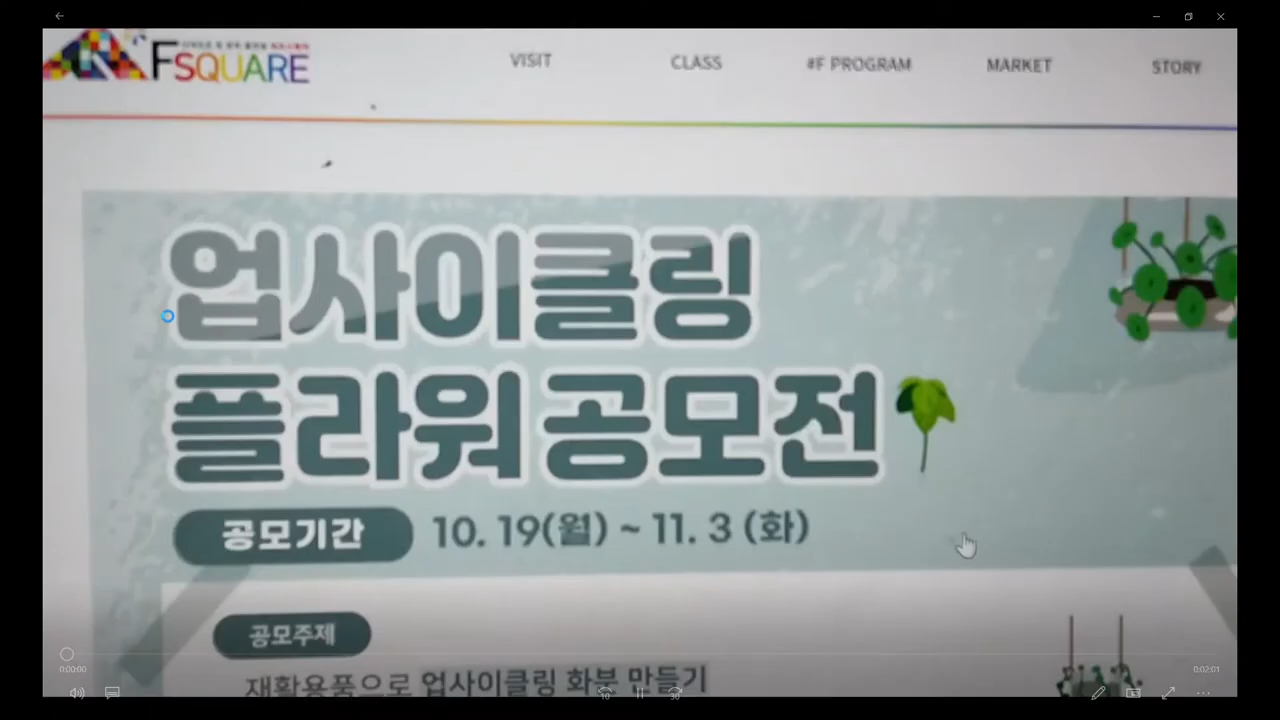 FSQUARE
VISIT CLASS #F PROGRAM MARKET STORY
업사이클링
플라워 공모전
공모기간 10. 19(월) ~ 11. 3 (화)
공모주제
재활용품으로 업사이클링 화분 만들기
0:00:00 0:02:01
10 30